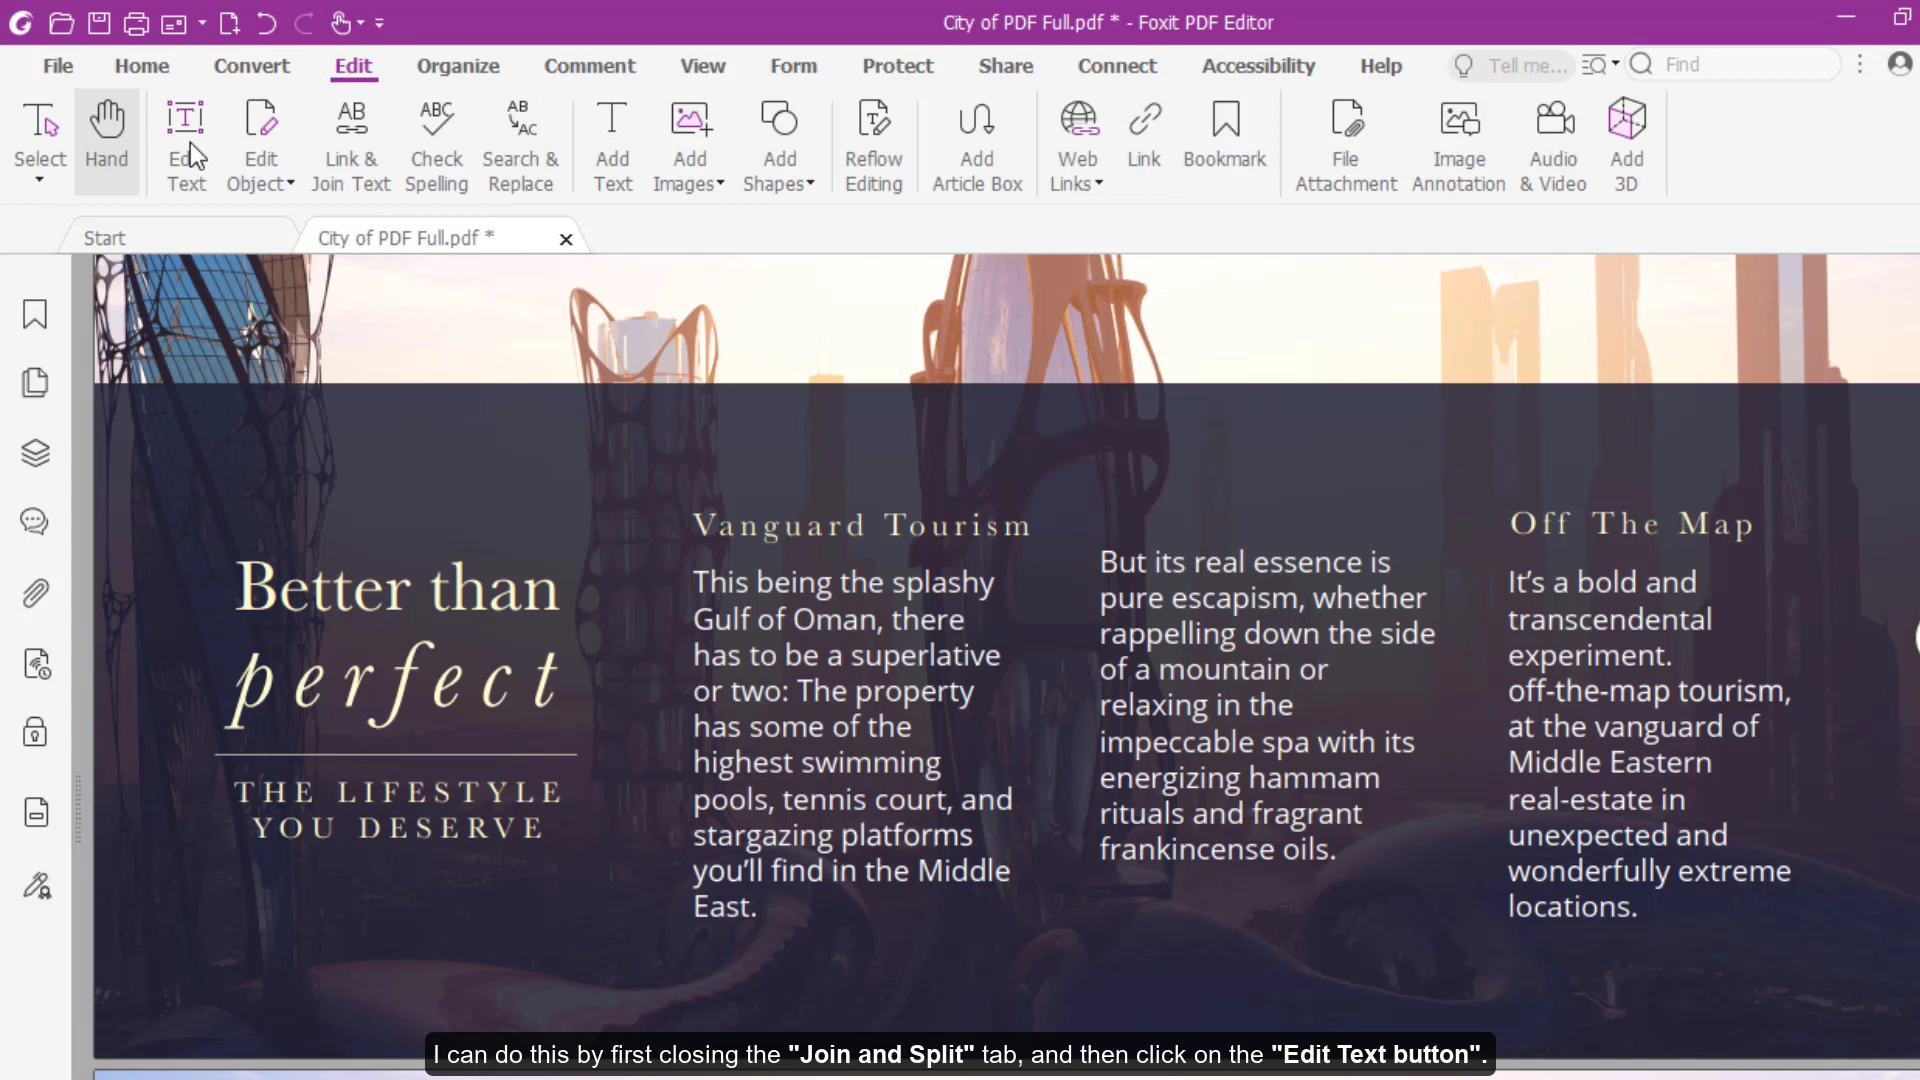 City of PDF Full.pdf * - Foxit PDF Editor
File Home Convert Edit Organize Comment View Form Protect Share Connect Accessibility Help Tell me... Find
Select Hand Edit Text Edit Object Link & Join Text Check Spelling Search & Replace Add Text Add Images Add Shapes Reflow Editing Add Article Box Web Links Link Bookmark File Attachment Image Annotation Audio & Video Add 3D
Start
City of PDF Full.pdf *
Better than
perfect
THE LIFESTYLE
YOU DESERVE
Vanguard Tourism
This being the splashy
Gulf of Oman, there
has to be a superlative
or two: The property
has some of the
highest swimming
pools, tennis court, and
stargazing platforms
you’ll find in the Middle
East.
But its real essence is
pure escapism, whether
rappelling down the side
of a mountain or
relaxing in the
impeccable spa with its
energizing hammam
rituals and fragrant
frankincense oils.
Off The Map
It’s a bold and
transcendental
experiment.
off-the-map tourism,
at the vanguard of
Middle Eastern
real-estate in
unexpected and
wonderfully extreme
locations.
I can do this by first closing the "Join and Split" tab, and then click on the "Edit Text button".